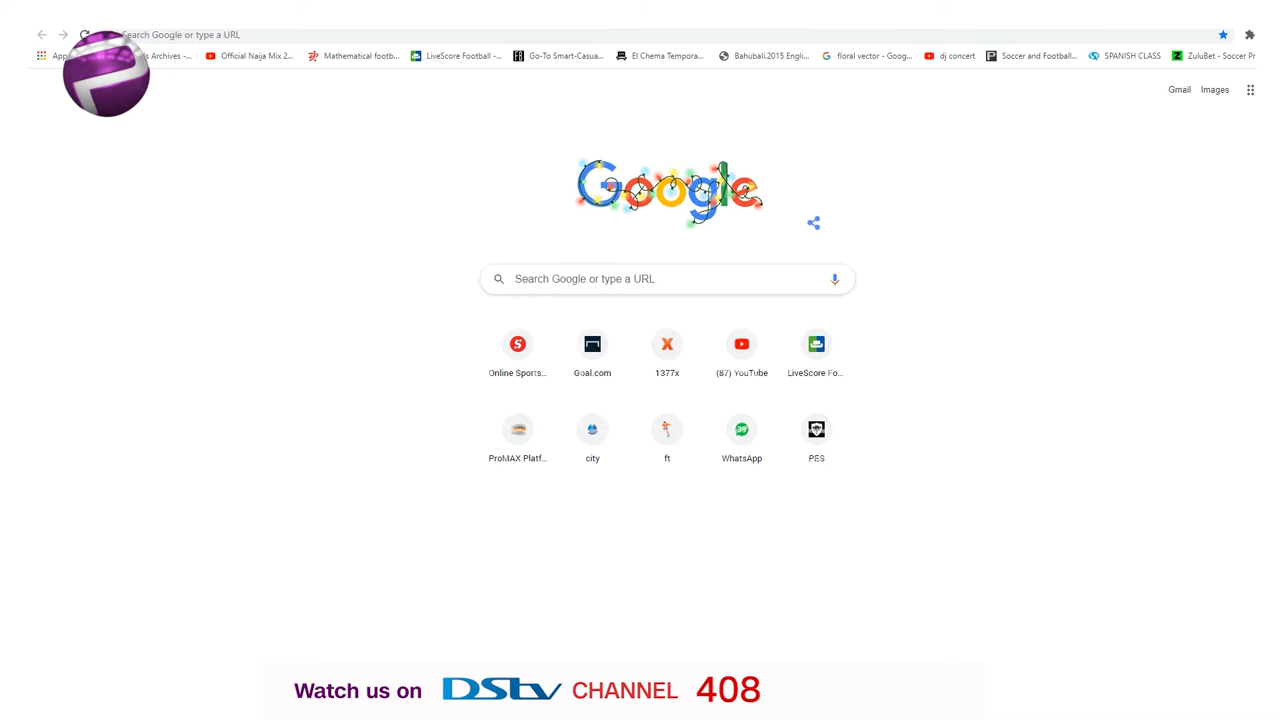 Search Google or type a URL
App
ds Archives -...
Official Naija Mix 2...
Mathematical footb...
LiveScore Football -...
Go-To Smart-Casua...
El Chema Tempora...
Bahubali.2015 Engli...
floral vector - Goog...
dj concert
Soccer and Football...
SPANISH CLASS
ZuluBet - Soccer Pr
Gmail Images
Google
Search Google or type a URL
Online Sports... Goal.com 1377x (87) YouTube LiveScore Fo...
ProMAX Platf... city ft WhatsApp PES
Watch us on DStv CHANNEL 408